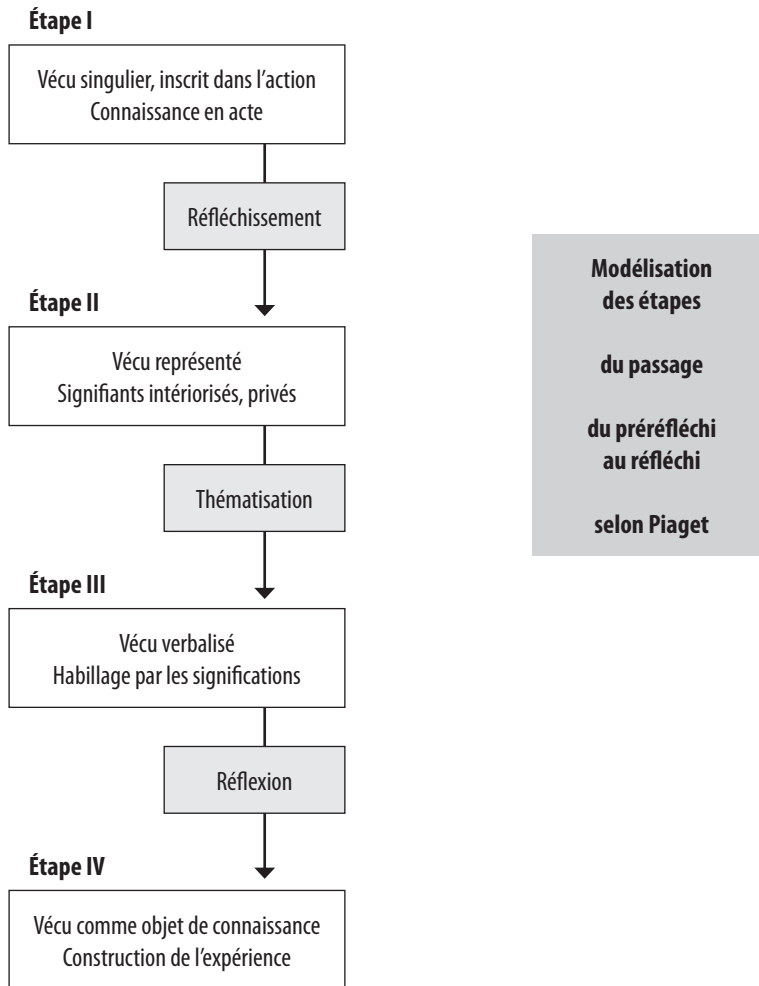 Étape I
Vécu singulier, inscrit dans l’action
Connaissance en acte
Réfléchissement
Étape II
Vécu représenté
Signifiants intériorisés, privés
Thématisation
Étape III
Vécu verbalisé
Habillage par les significations
Réflexion
Étape IV
Vécu comme objet de connaissance
Construction de l’expérience
Modélisation
des étapes
du passage
du préréfléchi
au réfléchi
selon Piaget